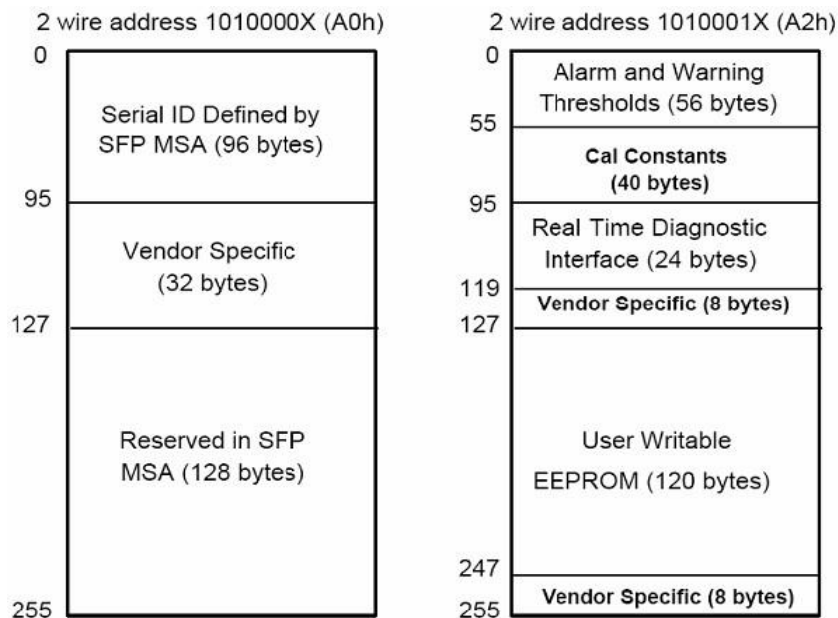 2 wire address 1010000X (A0h)
0
Serial ID Defined by
SFP MSA (96 bytes)
95
Vendor Specific
(32 bytes)
127
Reserved in SFP
MSA (128 bytes)
255
2 wire address 1010001X (A2h)
0
Alarm and Warning
Thresholds (56 bytes)
55
Cal Constants
(40 bytes)
95
Real Time Diagnostic
Interface (24 bytes)
119
Vendor Specific (8 bytes)
127
User Writable
EEPROM (120 bytes)
247
Vendor Specific (8 bytes)
255